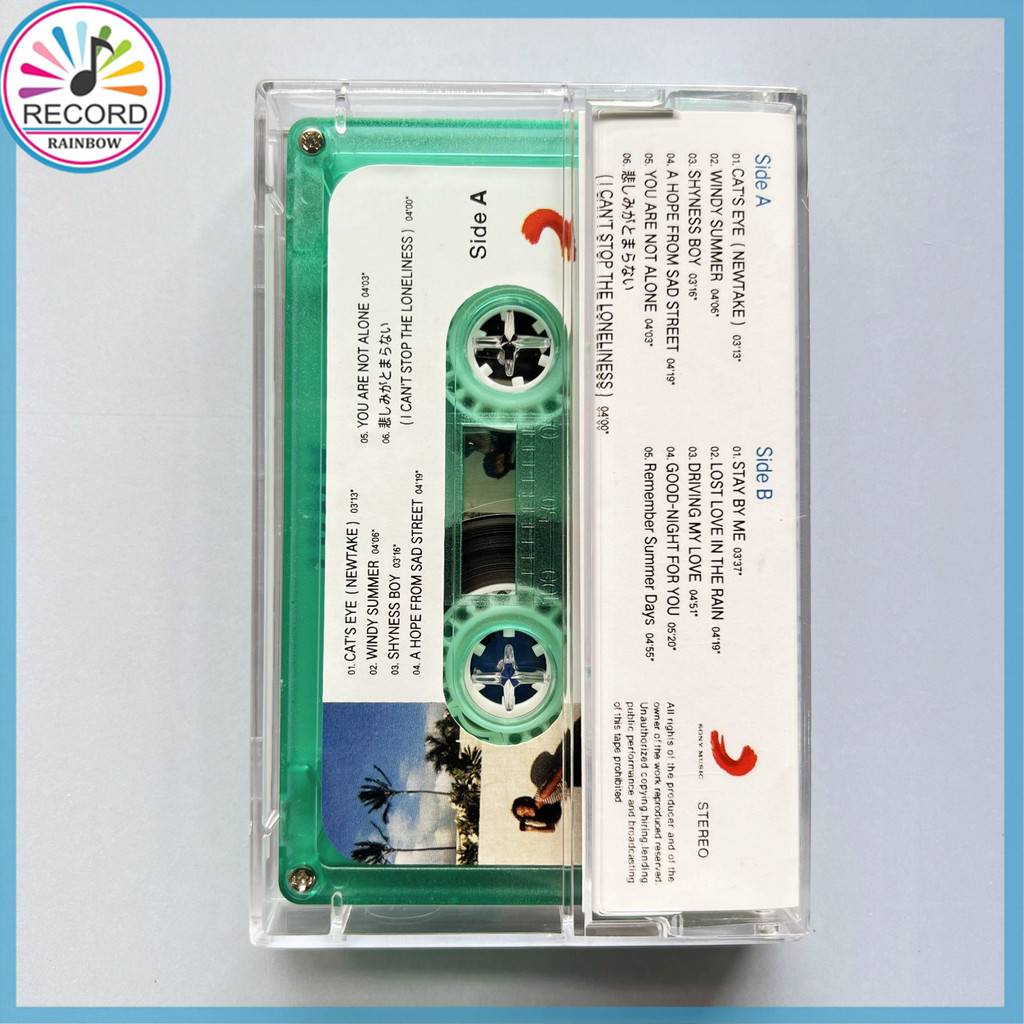 RECORD
RAINBOW
Side A
01. CAT'S EYE ( NEWTAKE ) 03'13"
02. WINDY SUMMER 04'06"
03. SHYNESS BOY 03'16"
04. A HOPE FROM SAD STREET 04'19"
05. YOU ARE NOT ALONE 04'03"
06. 悲しみがとまらない
( I CAN'T STOP THE LONELINESS ) 04'00"
Side B
01. STAY BY ME 03'37"
02. LOST LOVE IN THE RAIN 04'19"
03. DRIVING MY LOVE 04'51"
04. GOOD-NIGHT FOR YOU 05'20"
05. Remember Summer Days 04'55"
SONY MUSIC
STEREO
All rights of the producer and of the
owner of the work reproduced reserved.
Unauthorized copying,hiring,lending,
public performance and broadcasting
of this tape prohibited
Side A
01. CAT'S EYE ( NEWTAKE ) 03'13"
02. WINDY SUMMER 04'06"
03. SHYNESS BOY 03'16"
04. A HOPE FROM SAD STREET 04'19"
05. YOU ARE NOT ALONE 04'03"
06. 悲しみがとまらない
( I CAN'T STOP THE LONELINESS ) 04'00"
0 50 100